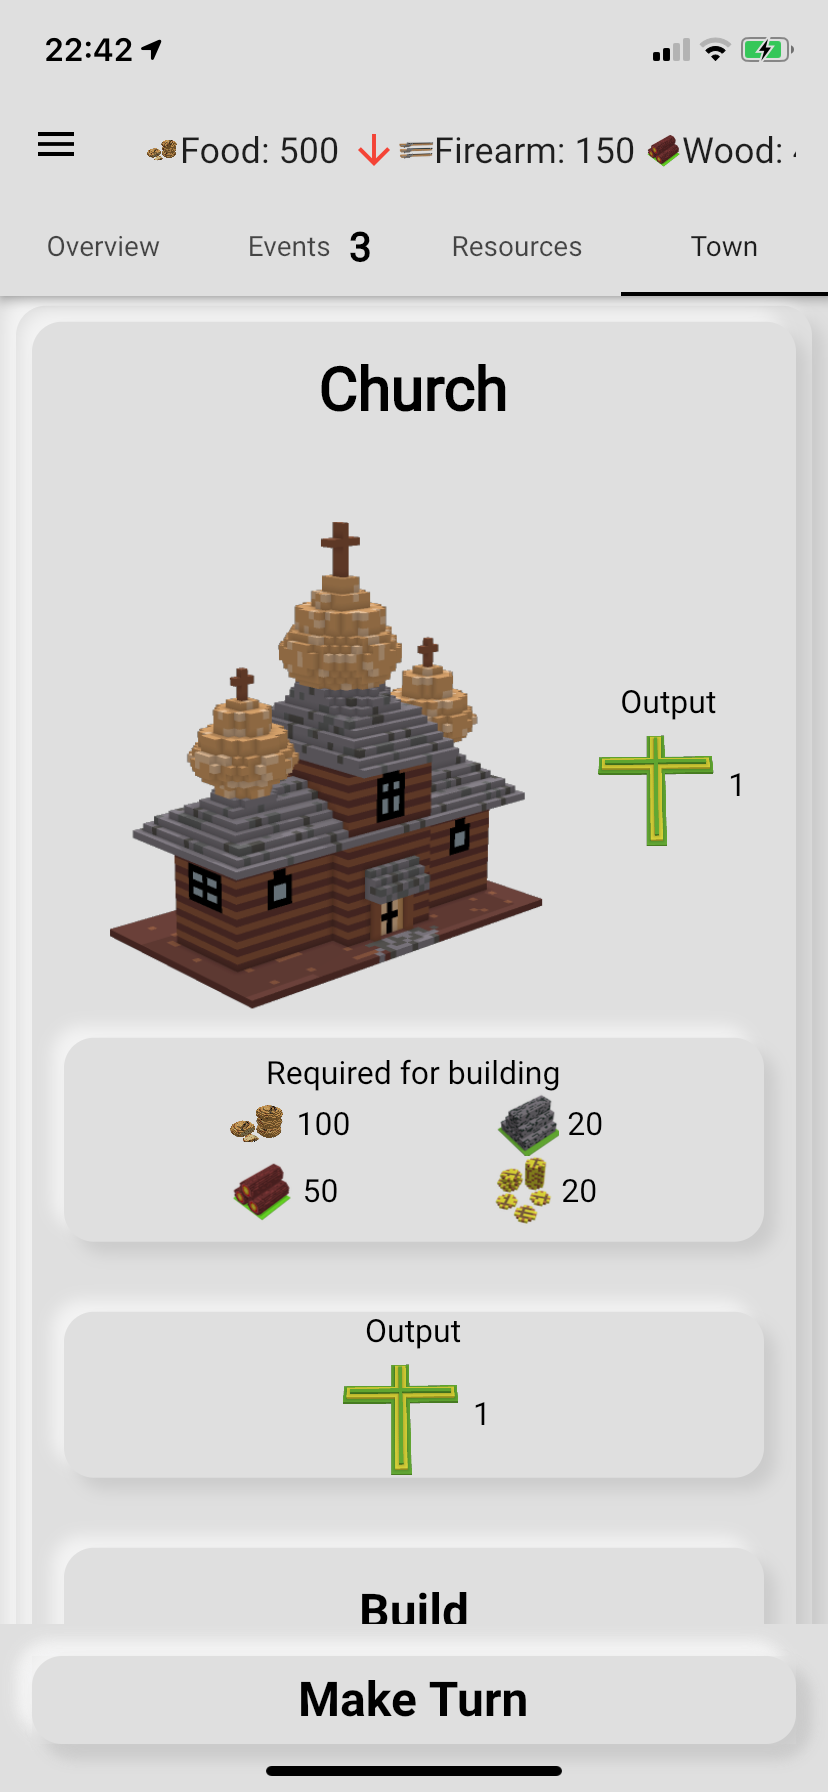 22:42
Food: 500 Firearm: 150 Wood:
Overview Events 3 Resources Town
Church
Output
1
Required for building
100 20
50 20
Output
1
Build
Make Turn